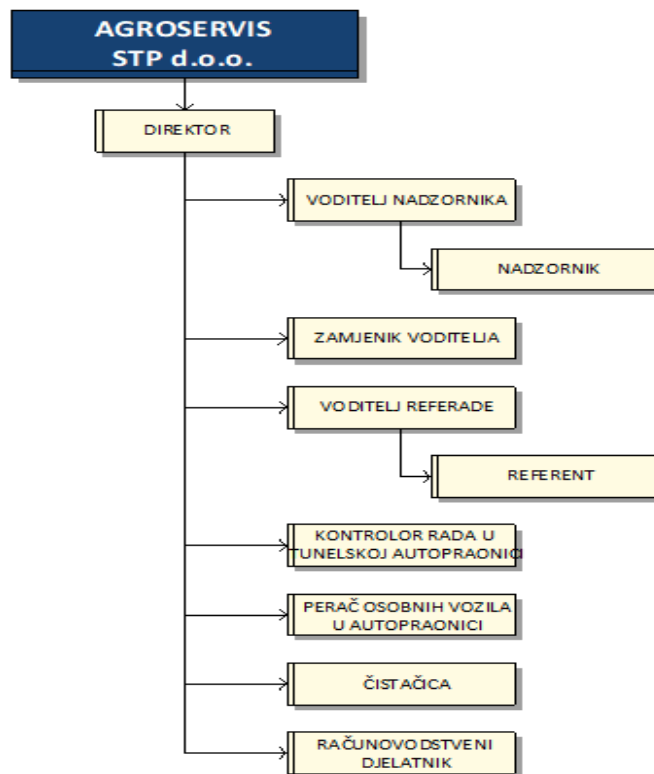 AGROSERVIS
STP d.o.o.
DIREKTOR
VODITELJ NADZORNIKA
NADZORNIK
ZAMJENIK VODITELJA
VODITELJ REFERADE
REFERENT
KONTROLOR RADA U
TUNELSKOJ AUTOPRAONICI
PERAČ OSOBNIH VOZILA
U AUTOPRAONICI
ČISTAČICA
RAČUNOVODSTVENI
DJELATNIK